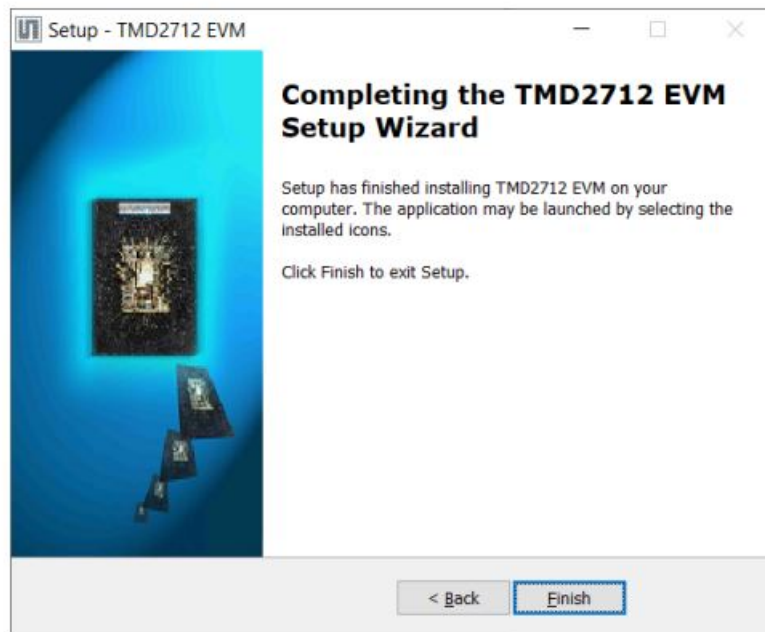 Setup - TMD2712 EVM
Completing the TMD2712 EVM
Setup Wizard
Setup has finished installing TMD2712 EVM on your
computer. The application may be launched by selecting the
installed icons.
Click Finish to exit Setup.
< Back
Finish